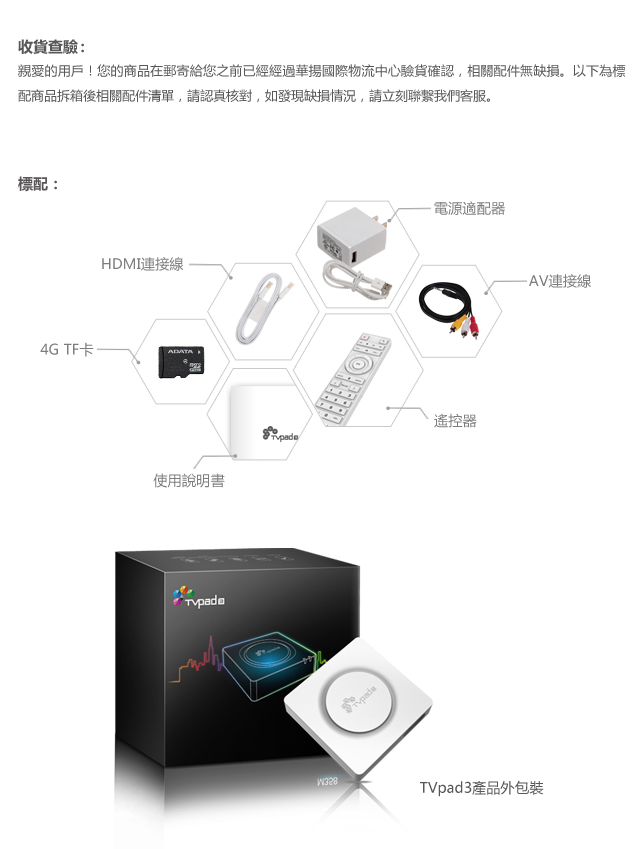 收貨查驗:
親愛的用戶！您的商品在郵寄給您之前已經經過華揚國際物流中心驗貨確認，相關配件無缺損。以下為標
配商品拆箱後相關配件清單，請認真核對，如發現缺損情況，請立刻聯繫我們客服。
標配：
電源適配器
HDMI連接線
AV連接線
4G TF卡
ADATA
遙控器
TVpad3
使用說明書
TVpad3
TVpad3
M358
TVpad3產品外包裝